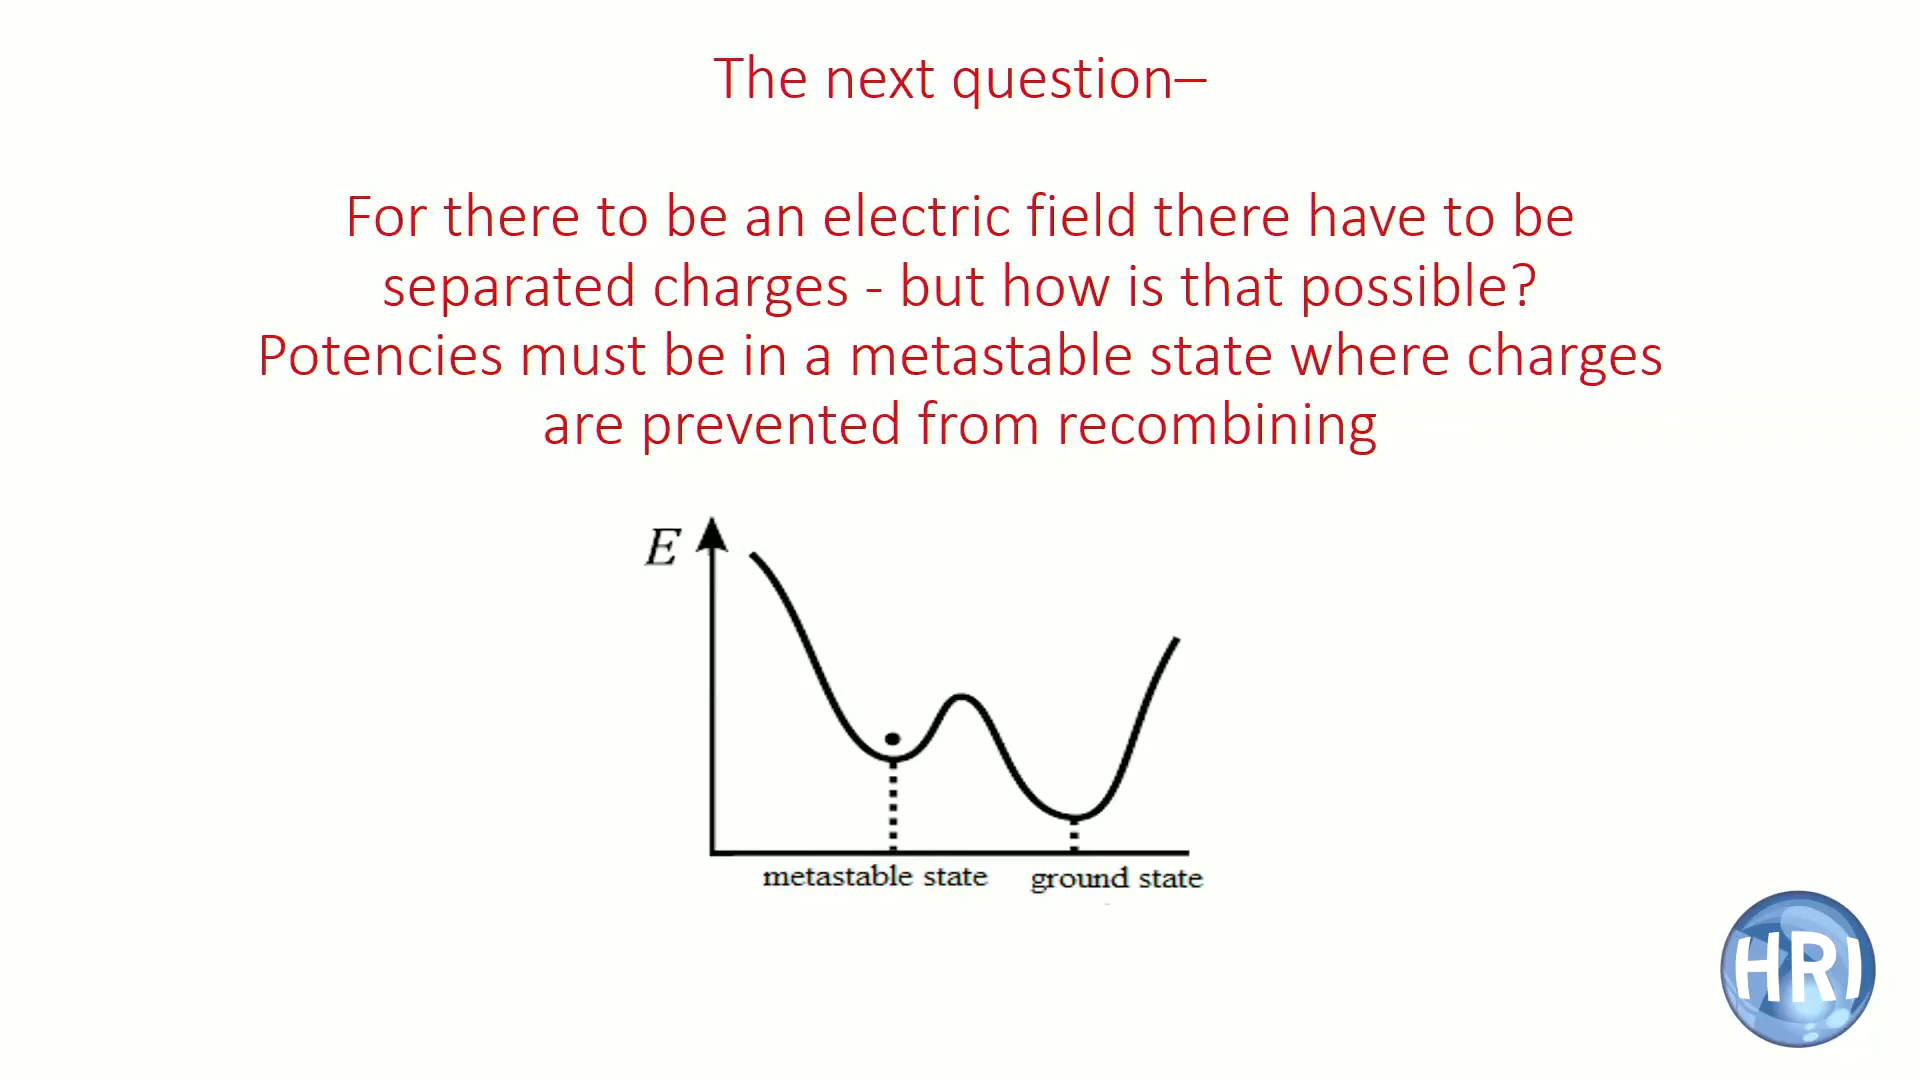 The next question–
For there to be an electric field there have to be
separated charges - but how is that possible?
Potencies must be in a metastable state where charges
are prevented from recombining
E
metastable state
ground state
HRI